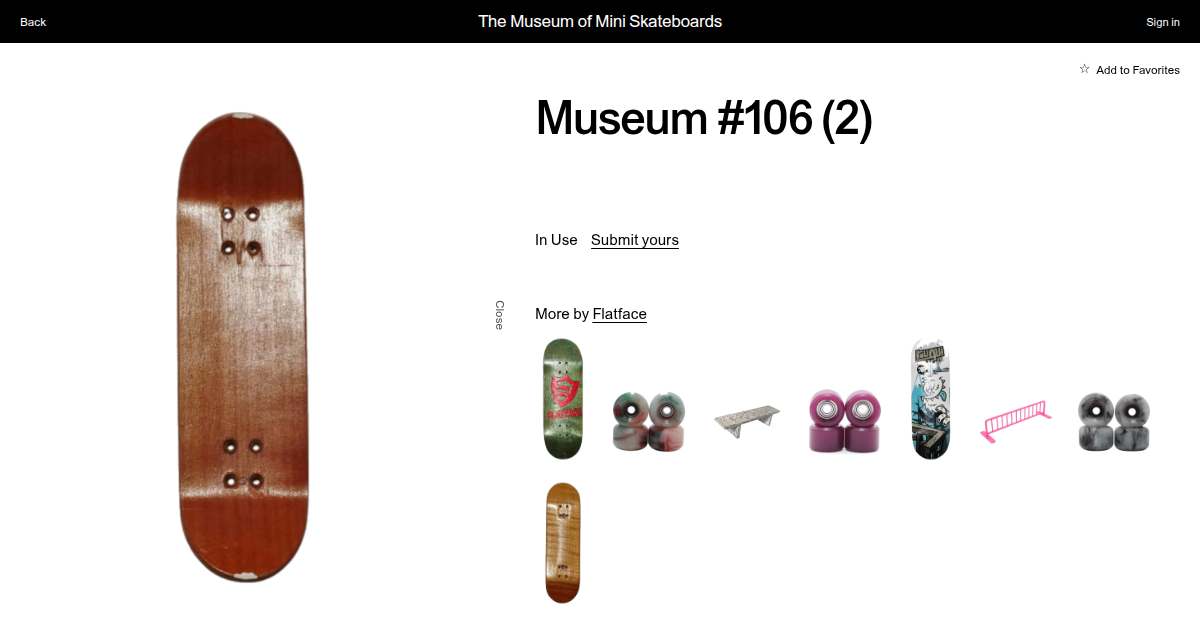 Back
The Museum of Mini Skateboards
Sign in
☆ Add to Favorites
Museum #106 (2)
In Use Submit yours
Close
More by Flatface